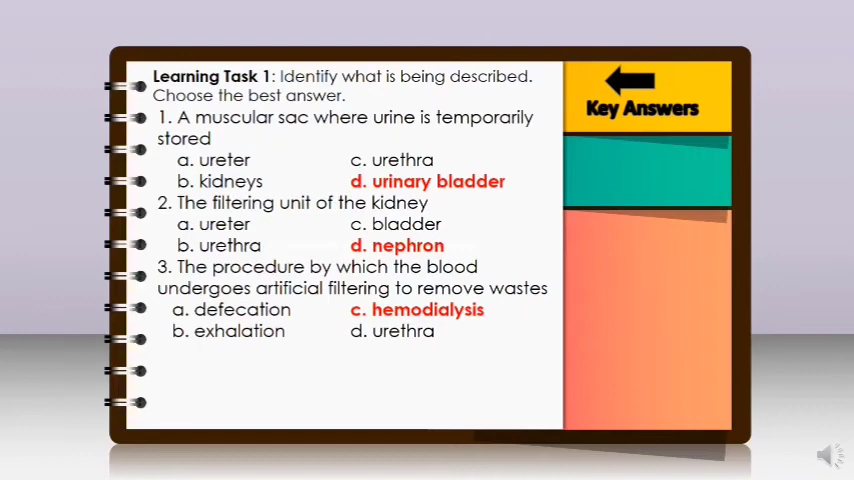 Learning Task 1: Identify what is being described.
Choose the best answer.
1. A muscular sac where urine is temporarily
stored
a. ureter c. urethra
b. kidneys d. urinary bladder
2. The filtering unit of the kidney
a. ureter c. bladder
b. urethra d. nephron
3. The procedure by which the blood
undergoes artificial filtering to remove wastes
a. defecation c. hemodialysis
b. exhalation d. urethra
Key Answers